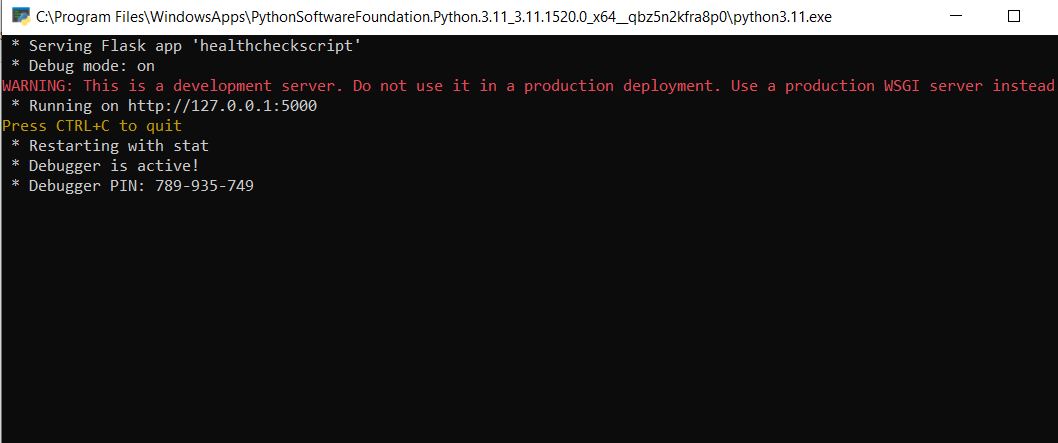 C:\Program Files\WindowsApps\PythonSoftwareFoundation.Python.3.11_3.11.1520.0_x64__qbz5n2kfra8p0\python3.11.exe
* Serving Flask app 'healthcheckscript'
* Debug mode: on
WARNING: This is a development server. Do not use it in a production deployment. Use a production WSGI server instead
* Running on http://127.0.0.1:5000
Press CTRL+C to quit
* Restarting with stat
* Debugger is active!
* Debugger PIN: 789-935-749